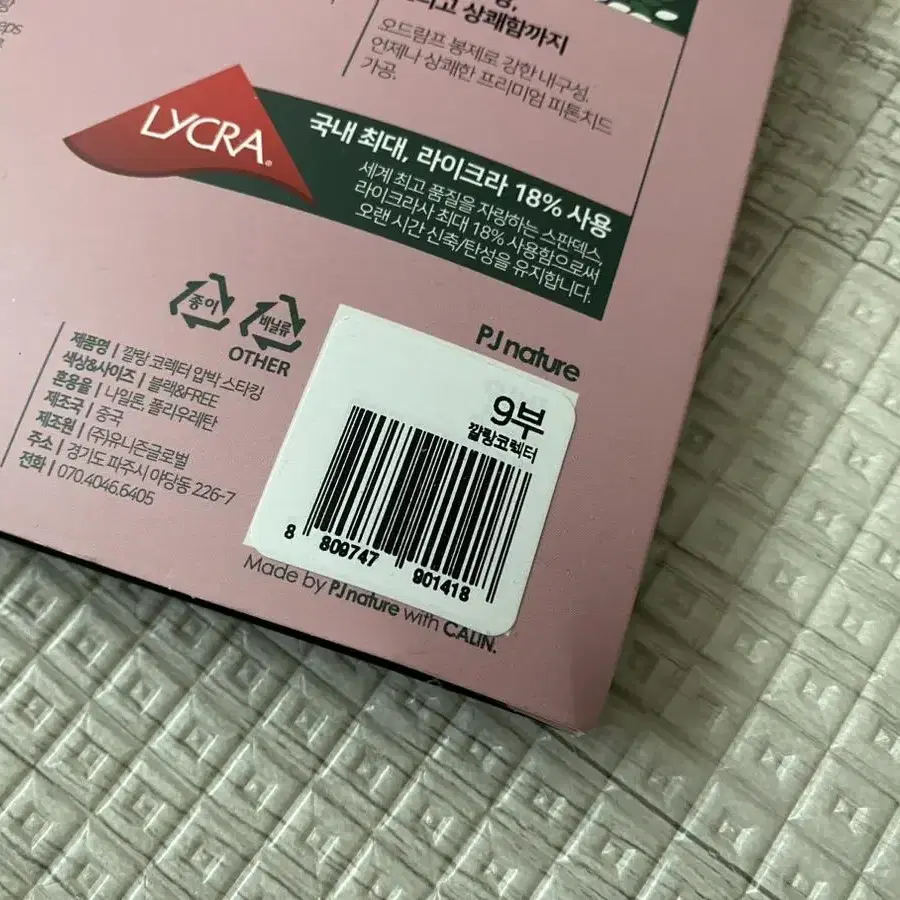 고 상쾌함까지
오드람프 봉제로 강한 내구성.
언제나 상쾌한 프리미엄 피톤치드
가공.
LYCRA®
국내 최대, 라이크라 18% 사용
세계 최고 품질을 자랑하는 스판덱스,
라이크라사 최대 18% 사용함으로써
오랜 시간 신축/탄성을 유지합니다.
종이
비닐류
OTHER
제품명 | 깔랑 코렉터 압박 스타킹
색상&사이즈 | 블랙&FREE
혼용율 | 나일론, 폴리우레탄
제조국 | 중국
제조원 | (주)유니즌글로벌
주소 | 경기도 파주시 야당동 226-7
전화 | 070.4046.6405
PJ nature
9부
깔랑코렉터
8 809747 901418
Made by PJ nature with CALIN.